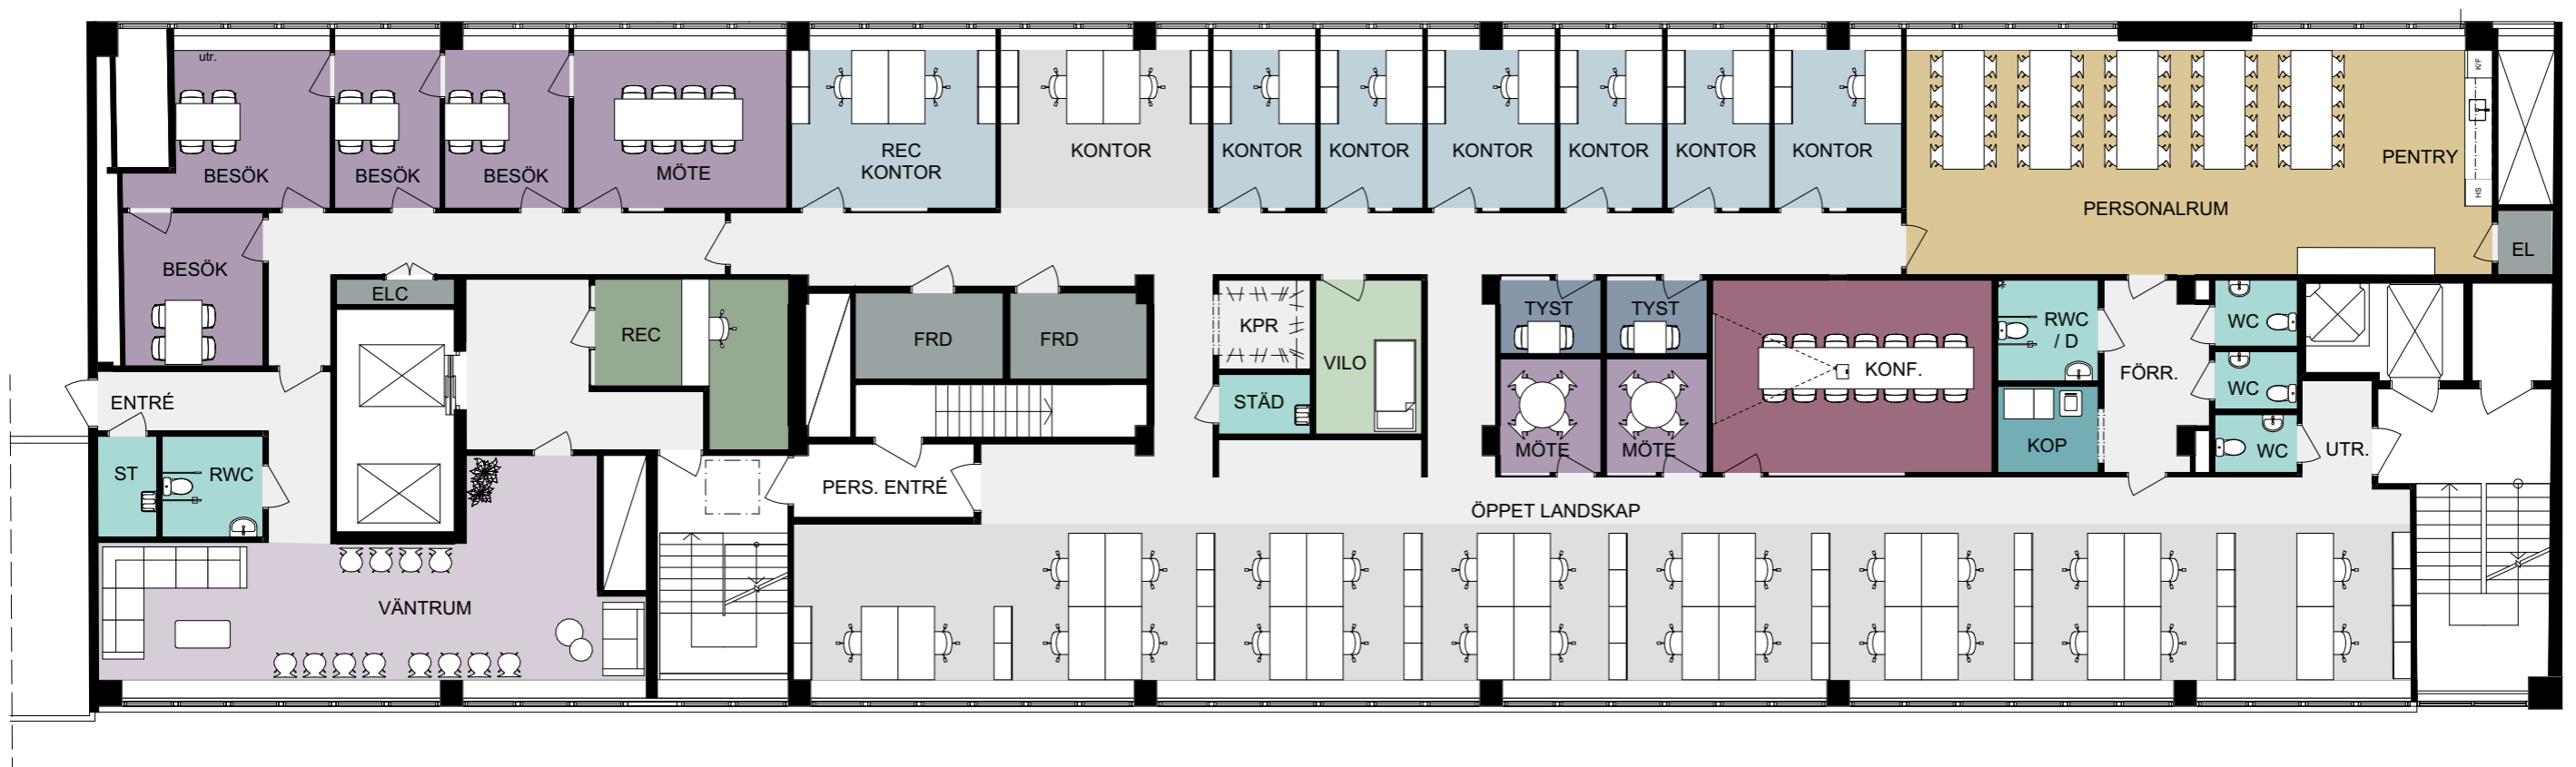 utr.
BESÖK
BESÖK
BESÖK
MÖTE
REC
KONTOR
KONTOR
KONTOR
KONTOR
KONTOR
KONTOR
KONTOR
KONTOR
K/F
PENTRY
HS
PERSONALRUM
EL
BESÖK
ELC
REC
FRD
FRD
KPR
VILO
STÄD
TYST
TYST
MÖTE
MÖTE
KONF.
RWC
/ D
KOP
FÖRR.
WC
WC
WC
UTR.
ENTRÉ
ST
RWC
PERS. ENTRÉ
ÖPPET LANDSKAP
VÄNTRUM